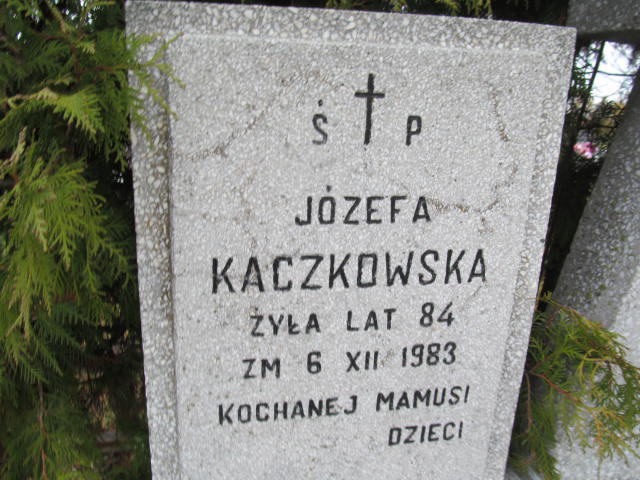 Ś P
JÓZEFA
KACZKOWSKA
ŻYŁA LAT 84
ZM 6 XII 1983
KOCHANEJ MAMUSI
DZIECI